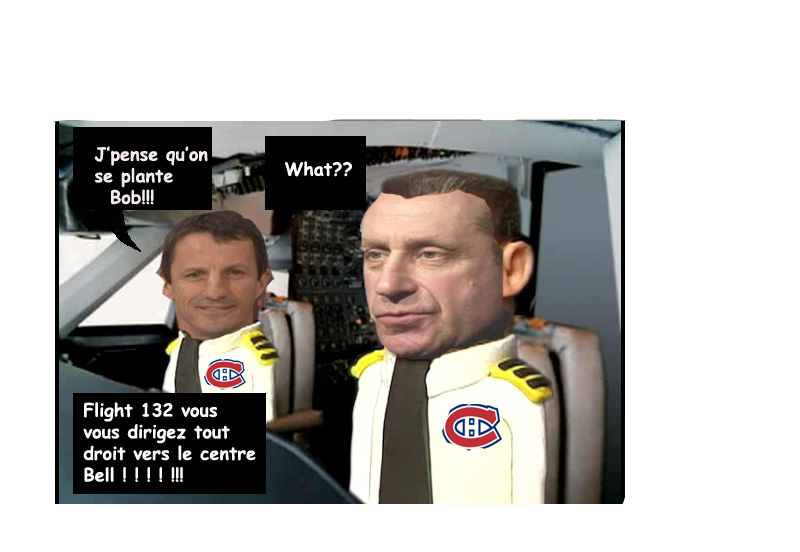 J'pense qu'on
se plante
Bob!!!
What??
Flight 132 vous
vous dirigez tout
droit vers le centre
Bell ! ! ! ! !!!